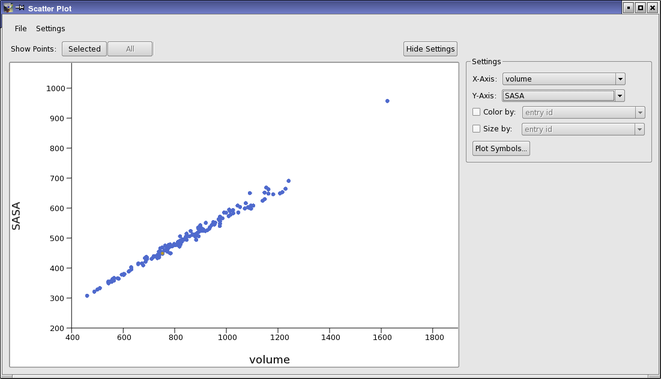 Scatter Plot
File Settings
Show Points: Selected All Hide Settings
Settings
X-Axis: volume
Y-Axis: SASA
Color by: entry id
Size by: entry id
Plot Symbols...
1000
900
800
700
600
500
400
300
200
SASA
400 600 800 1000 1200 1400 1600 1800
volume